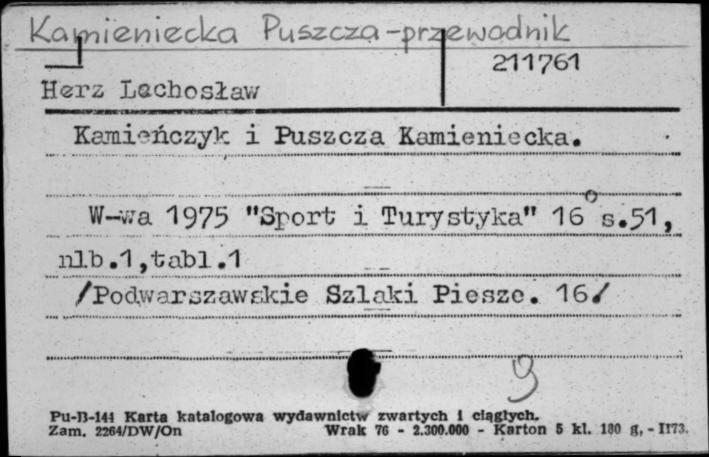 Kamieniecka Puszcza-przewodnik
211761
Herz Lechosław
Kamieńczyk i Puszcza Kamieniecka.
W-wa 1975 "Sport i Turystyka" 16° s.51,
nlb.1,tabl.1
/Podwarszawskie Szlaki Piesze. 16/
9
Pu-B-144 Karta katalogowa wydawnictw zwartych i ciągłych.
Zam. 2264/DW/On Wrak 76 - 2.300.000 - Karton 5 kl. 180 g, - II73.